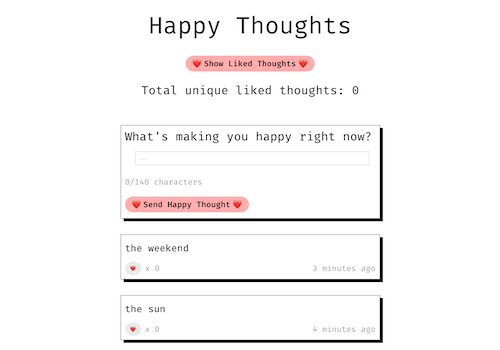 Happy Thoughts
❤️Show Liked Thoughts❤️
Total unique liked thoughts: 0
What's making you happy right now?
...
0/140 characters
❤️Send Happy Thought❤️
the weekend
❤️ x 0 3 minutes ago
the sun
❤️ x 0 4 minutes ago